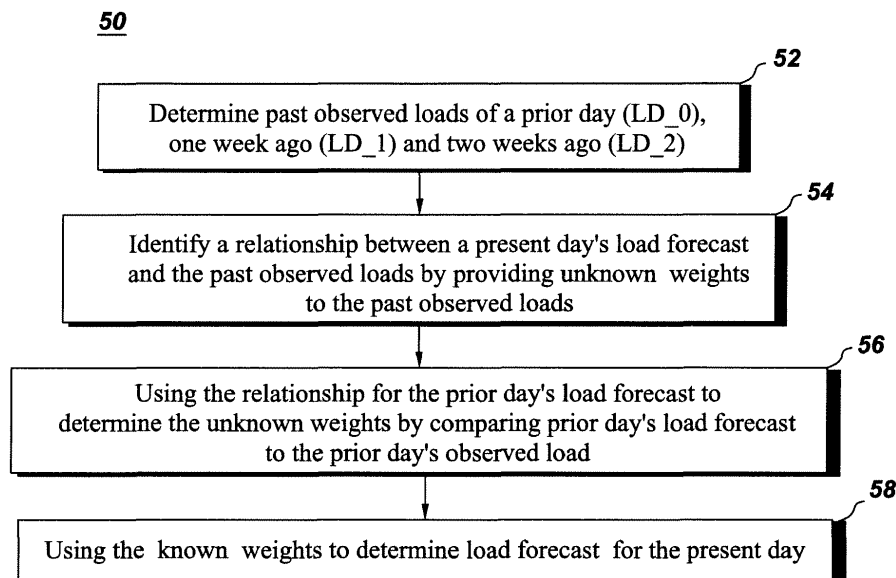 50
52
Determine past observed loads of a prior day (LD_0),
one week ago (LD_1) and two weeks ago (LD_2)
54
Identify a relationship between a present day's load forecast
and the past observed loads by providing unknown weights
to the past observed loads
56
Using the relationship for the prior day's load forecast to
determine the unknown weights by comparing prior day's load forecast
to the prior day's observed load
58
Using the known weights to determine load forecast for the present day